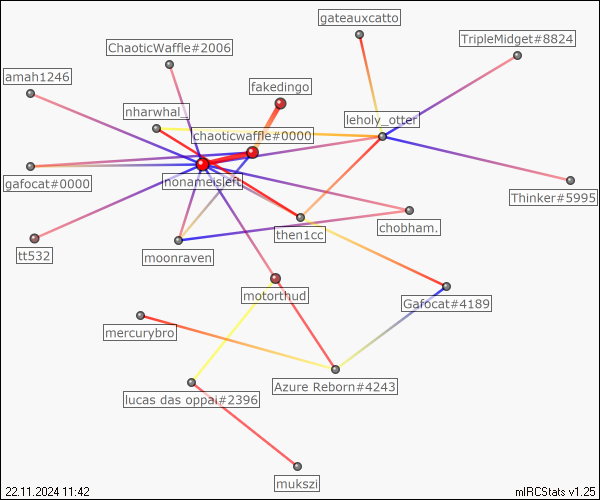 gateauxcatto
TripleMidget#8824
ChaoticWaffle#2006
amah1246
fakedingo
nharwhal_
leholy_otter
chaoticwaffle#0000
gafocat#0000
nonameisleft
Thinker#5995
chobham.
then1cc
tt532
moonraven
motorthud
Gafocat#4189
mercurybro
Azure Reborn#4243
lucas das oppai#2396
mukszi
22.11.2024 11:42
mIRCStats v1.25